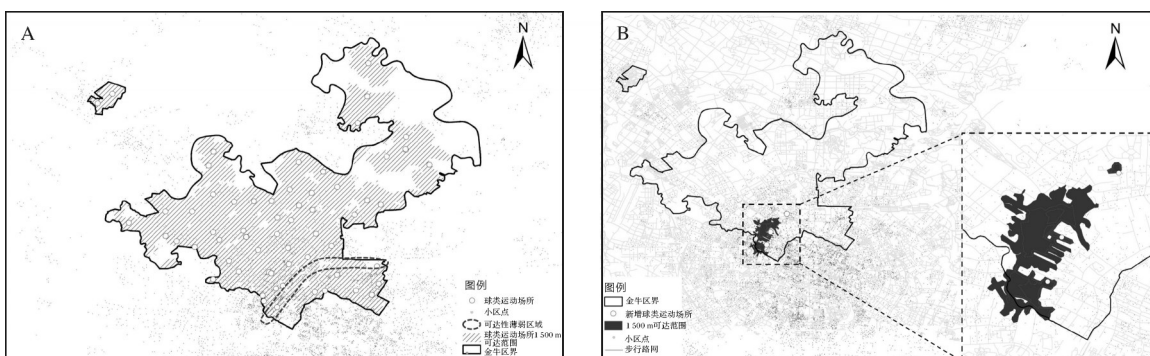 A
N
图例
球类运动场所
小区点
可达性薄弱区域
球类运动场所1 500 m
可达范围
金牛区界
B
N
图例
金牛区界
新增球类运动场所
1 500 m可达范围
小区点
步行路网